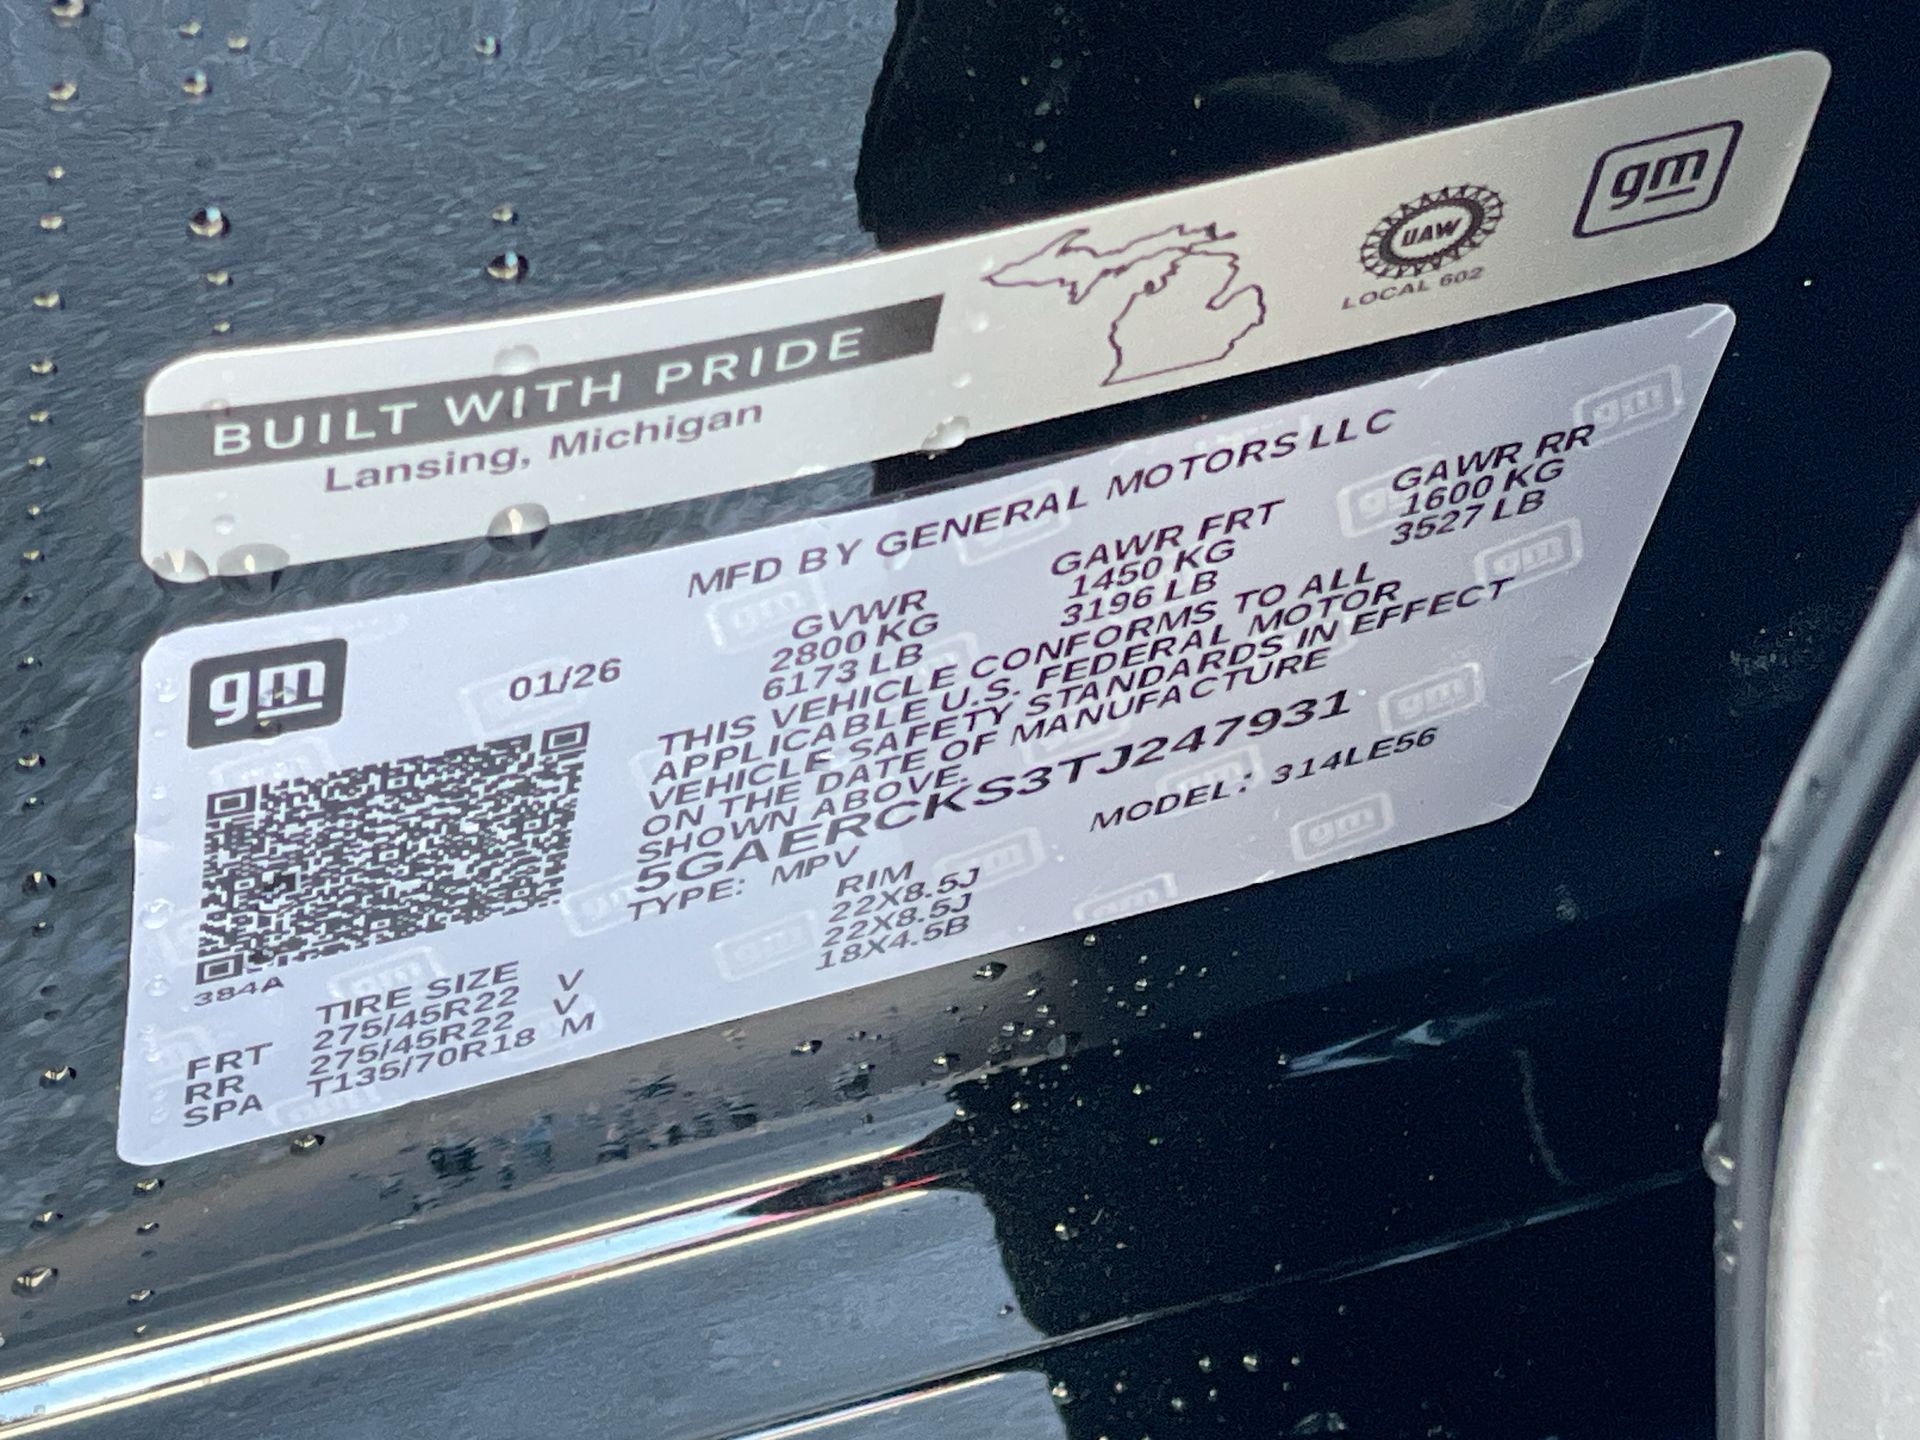 BUILT WITH PRIDE
Lansing, Michigan
UAW
LOCAL 602
gm
MFD BY GENERAL MOTORS LLC
gm
01/26
GVWR GAWR FRT GAWR RR
2800 KG 1450 KG 1600 KG
6173 LB 3196 LB 3527 LB
THIS VEHICLE CONFORMS TO ALL
APPLICABLE U.S. FEDERAL MOTOR
VEHICLE SAFETY STANDARDS IN EFFECT
ON THE DATE OF MANUFACTURE
SHOWN ABOVE.
5GAERCKS3TJ247931
TYPE: MPV MODEL: 314LE56
384A
TIRE SIZE RIM
FRT 275/45R22 V 22X8.5J
RR 275/45R22 V 22X8.5J
SPA T135/70R18 M 18X4.5B